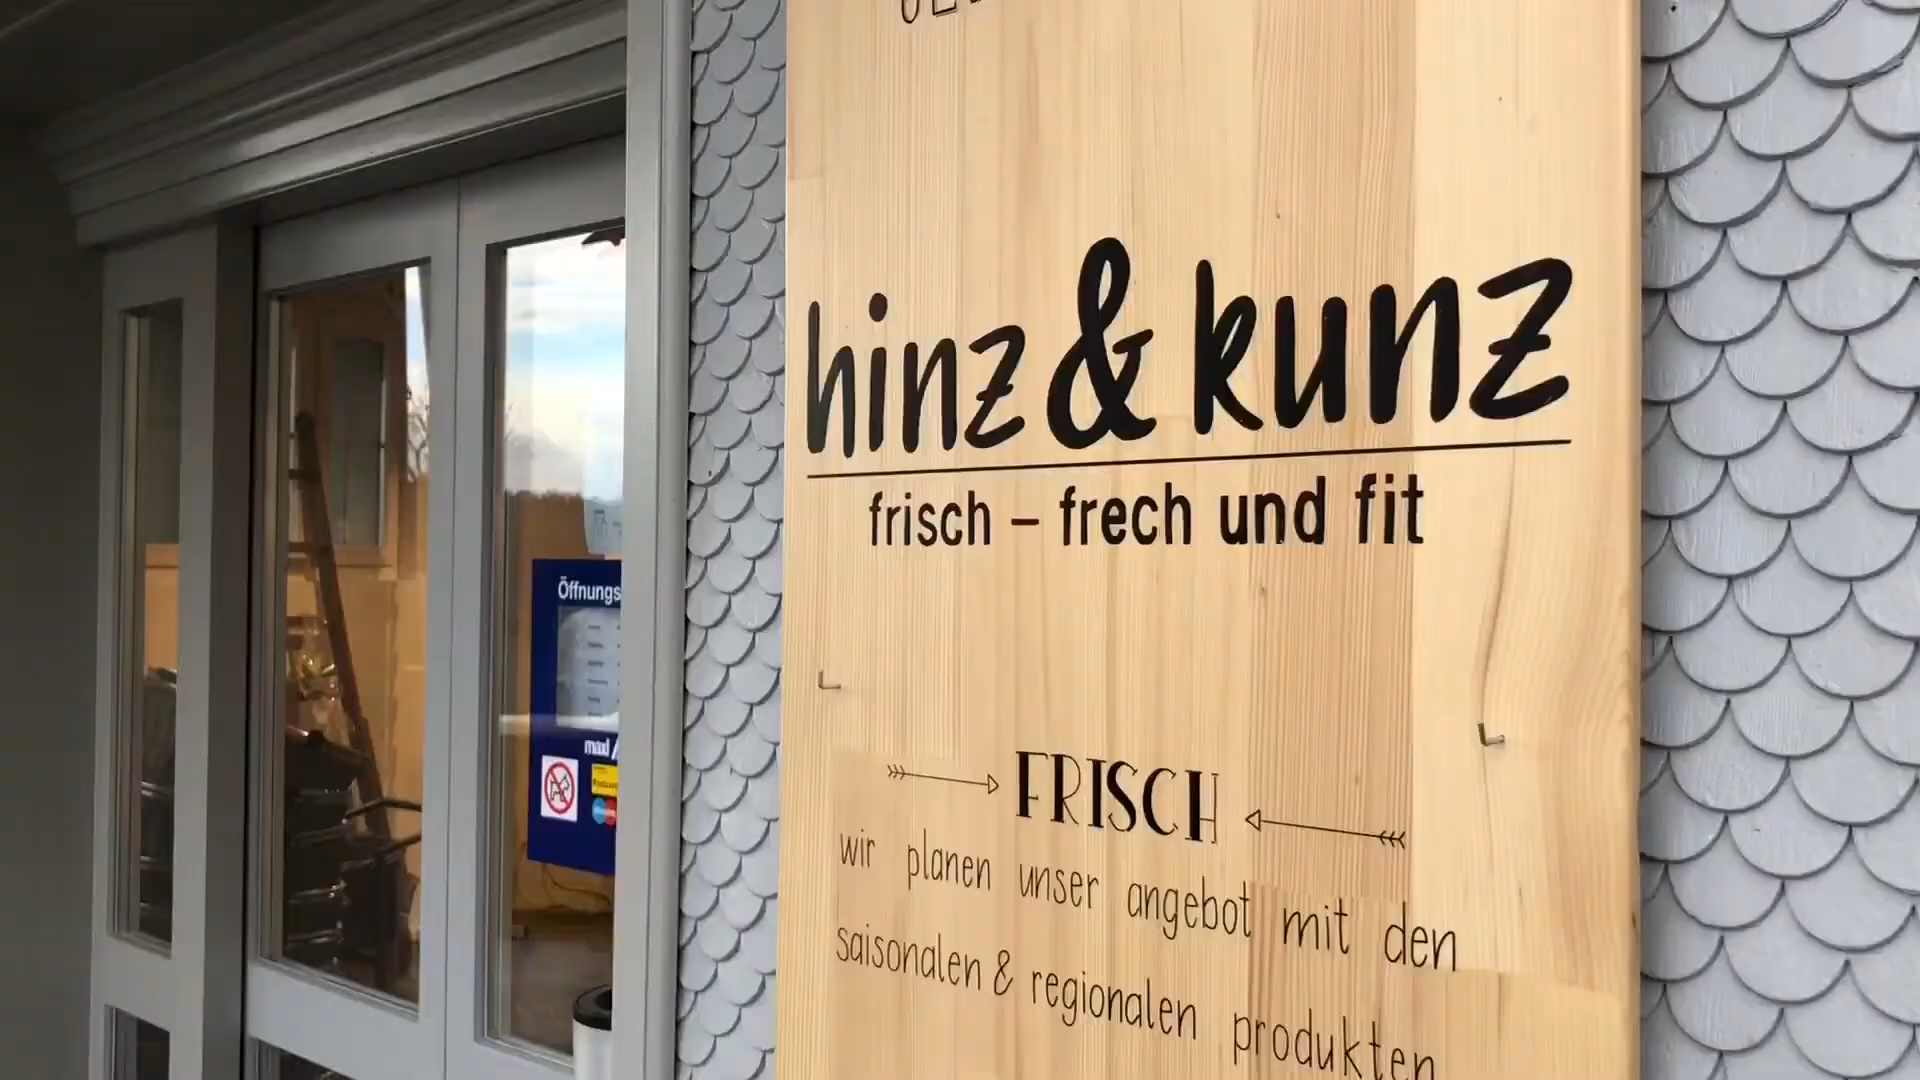 hinz & kunz
frisch – frech und fit
FRISCH
wir planen unser angebot mit den
saisonalen & regionalen produkten
Öffnungs